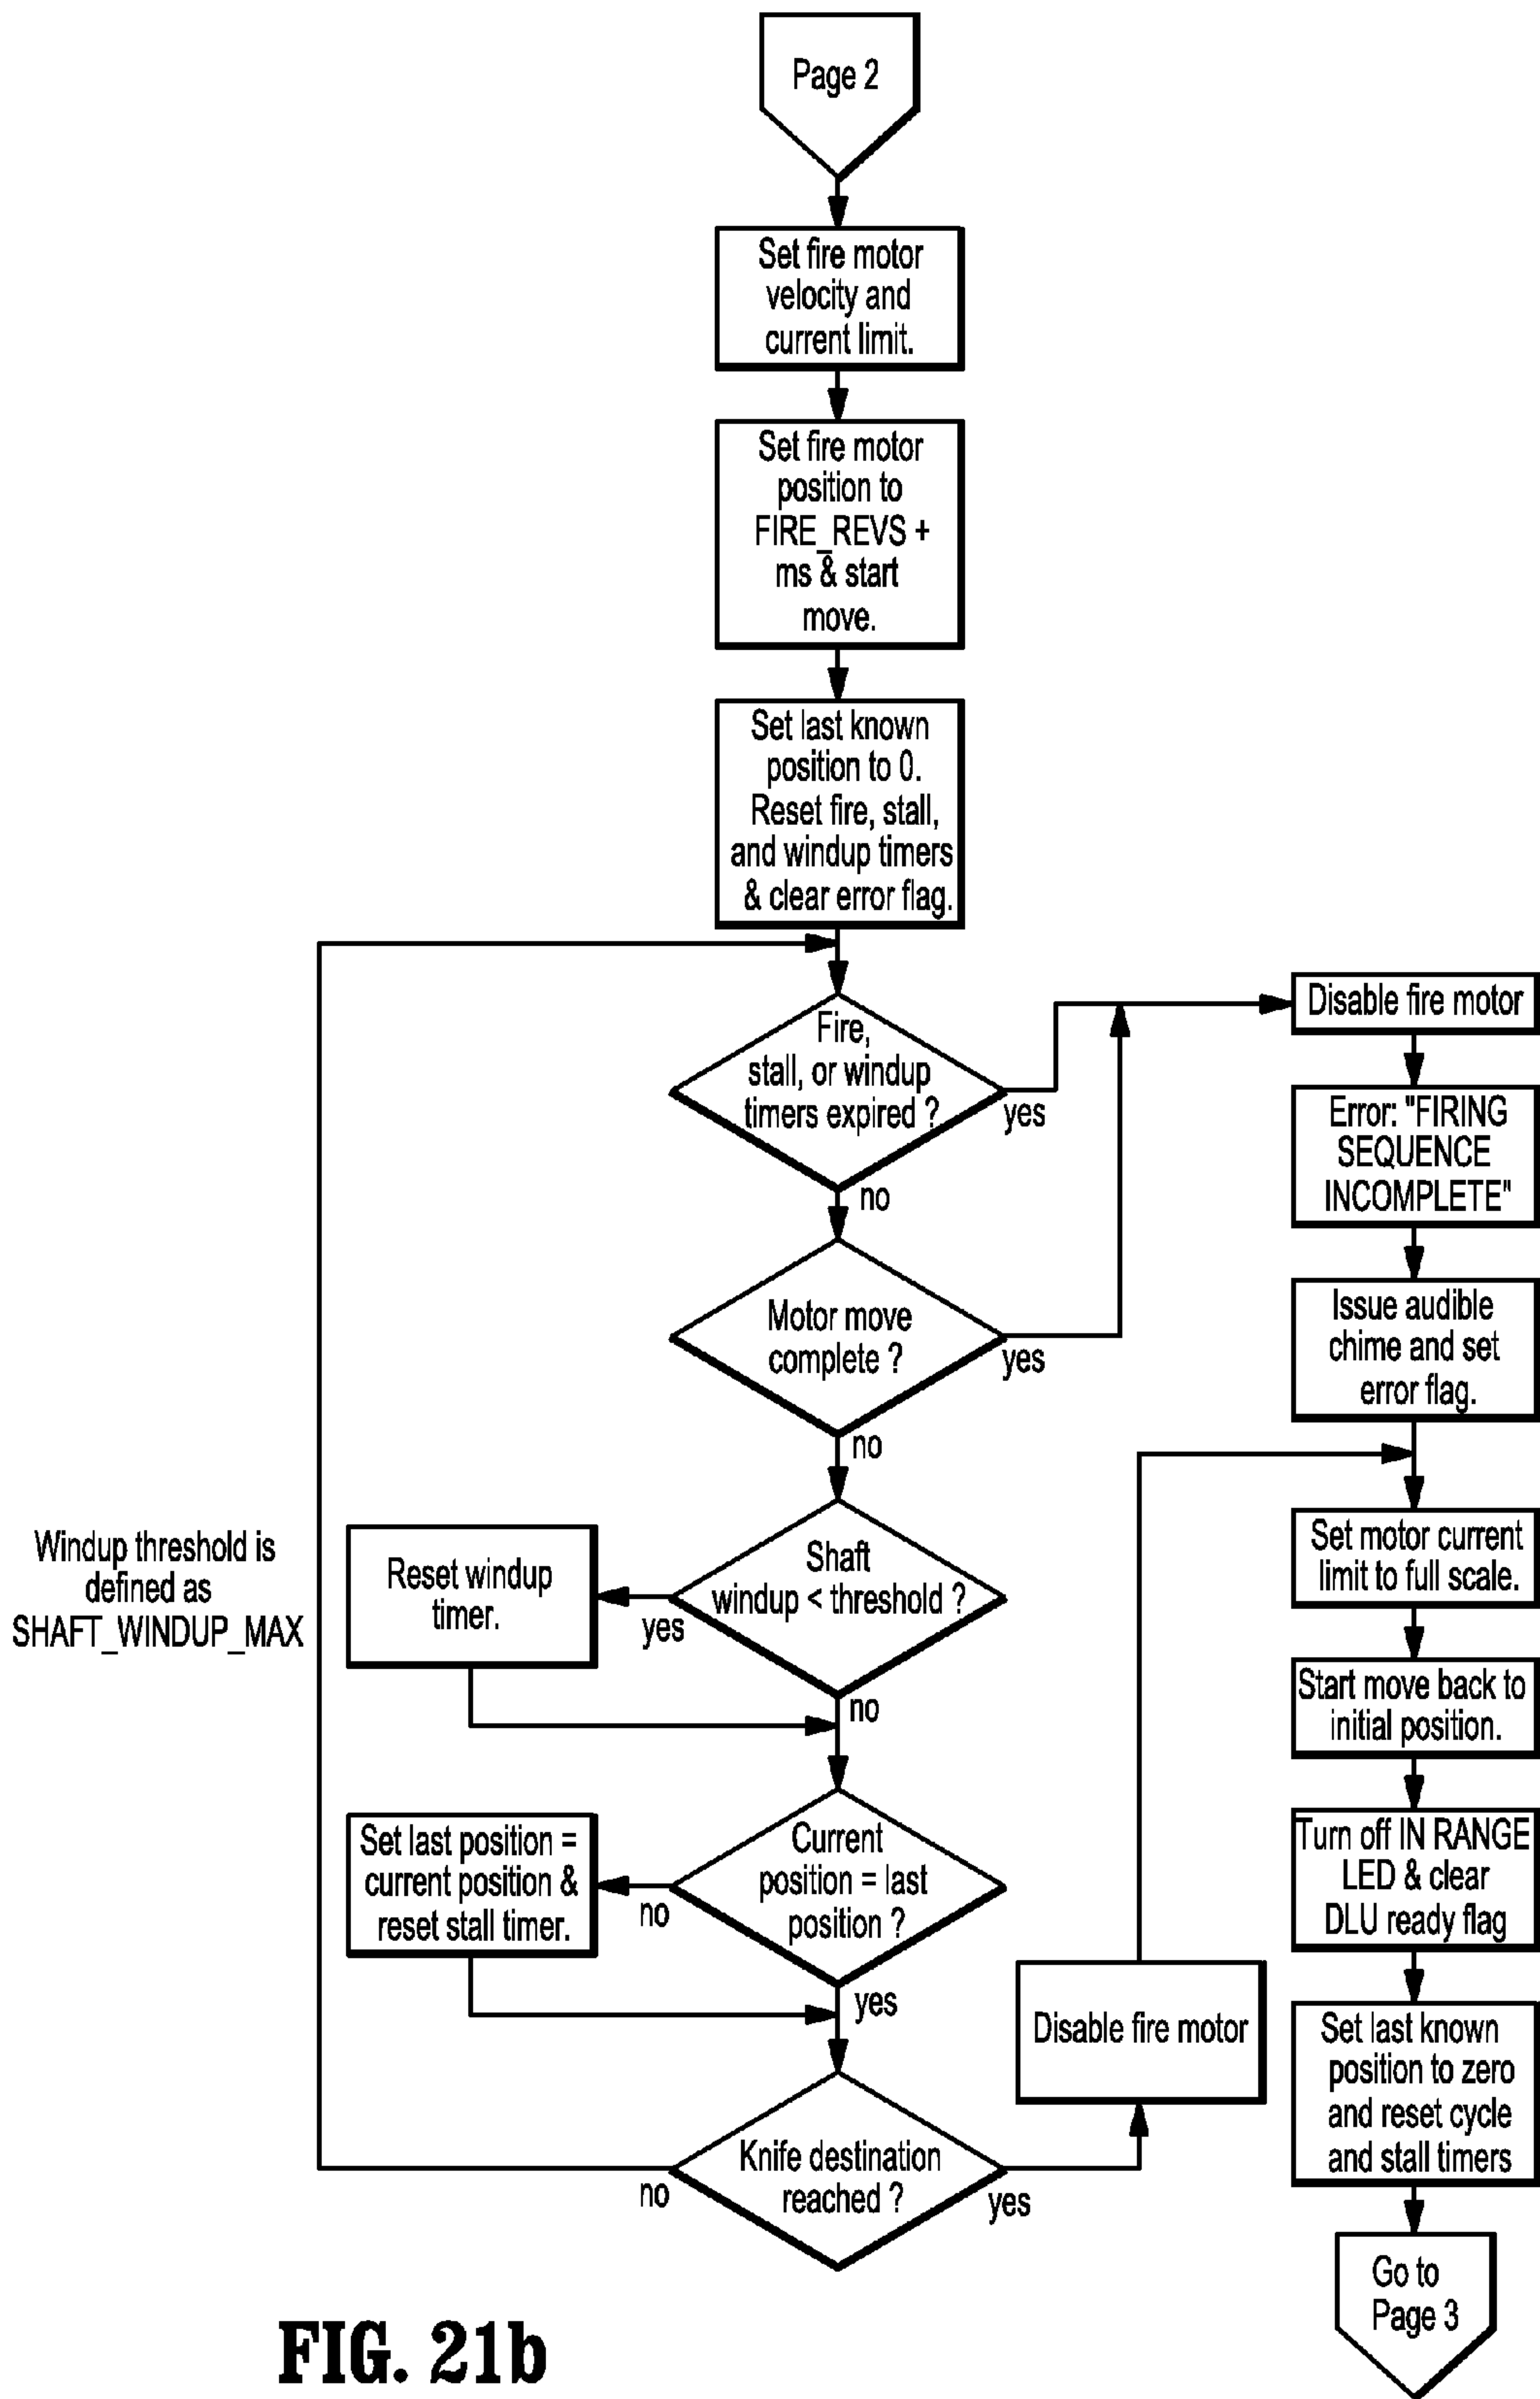 Page 2
Set fire motor
velocity and
current limit.
Set fire motor
position to
FIRE_REVS +
ms & start
move.
Set last known
position to 0.
Reset fire, stall,
and windup timers
& clear error flag.
Fire,
stall, or windup
timers expired ?
yes
no
Motor move
complete ?
yes
no
Shaft
windup < threshold ?
yes
no
Reset windup
timer.
Windup threshold is
defined as
SHAFT_WINDUP_MAX
Current
position = last
position ?
no
yes
Set last position =
current position &
reset stall timer.
Knife destination
reached ?
no
yes
Disable fire motor
Disable fire motor
Error: "FIRING
SEQUENCE
INCOMPLETE"
Issue audible
chime and set
error flag.
Set motor current
limit to full scale.
Start move back to
initial position.
Turn off IN RANGE
LED & clear
DLU ready flag
Set last known
position to zero
and reset cycle
and stall timers
Go to
Page 3
FIG. 21b